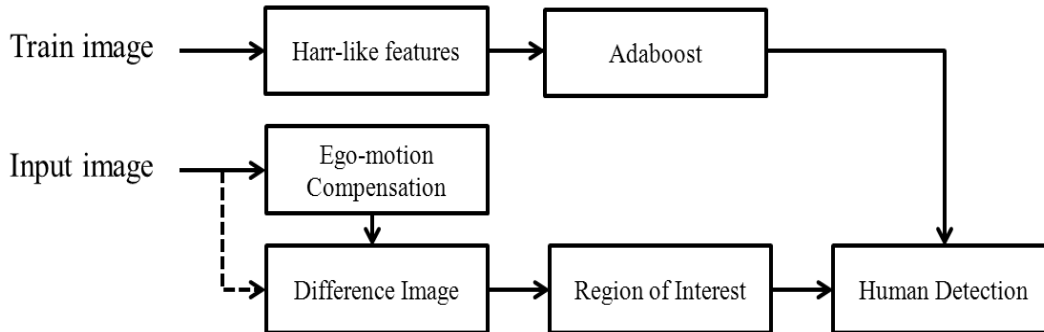 Train image
Harr-like features
Adaboost
Input image
Ego-motion
Compensation
Difference Image
Region of Interest
Human Detection